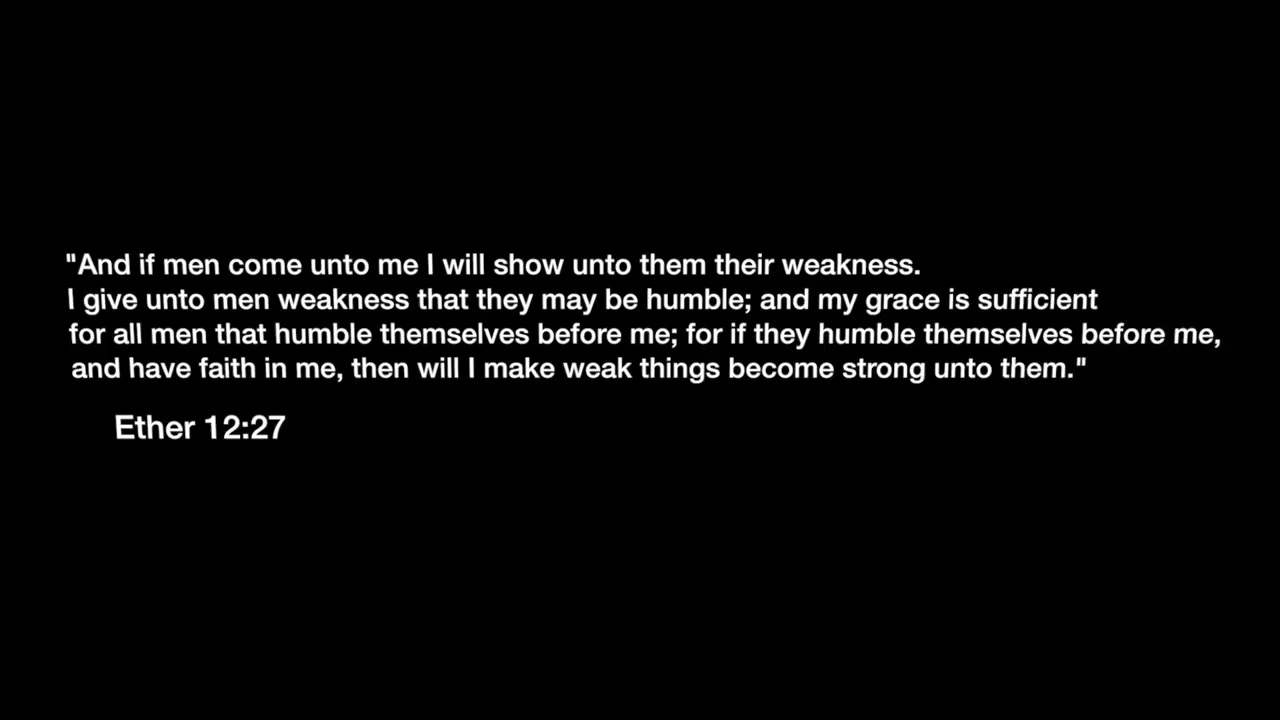 "And if men come unto me I will show unto them their weakness.
I give unto men weakness that they may be humble; and my grace is sufficient
for all men that humble themselves before me; for if they humble themselves before me,
and have faith in me, then will I make weak things become strong unto them."
Ether 12:27